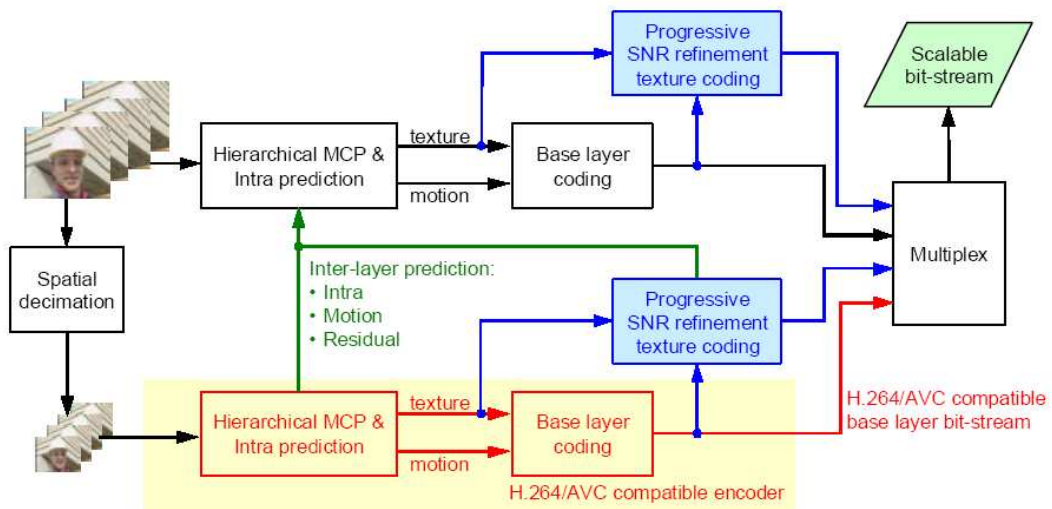 Progressive
SNR refinement
texture coding
Scalable
bit-stream
Hierarchical MCP &
Intra prediction
texture
motion
Base layer
coding
Multiplex
Spatial
decimation
Inter-layer prediction:
• Intra
• Motion
• Residual
Progressive
SNR refinement
texture coding
Hierarchical MCP &
Intra prediction
texture
motion
Base layer
coding
H.264/AVC compatible
base layer bit-stream
H.264/AVC compatible encoder